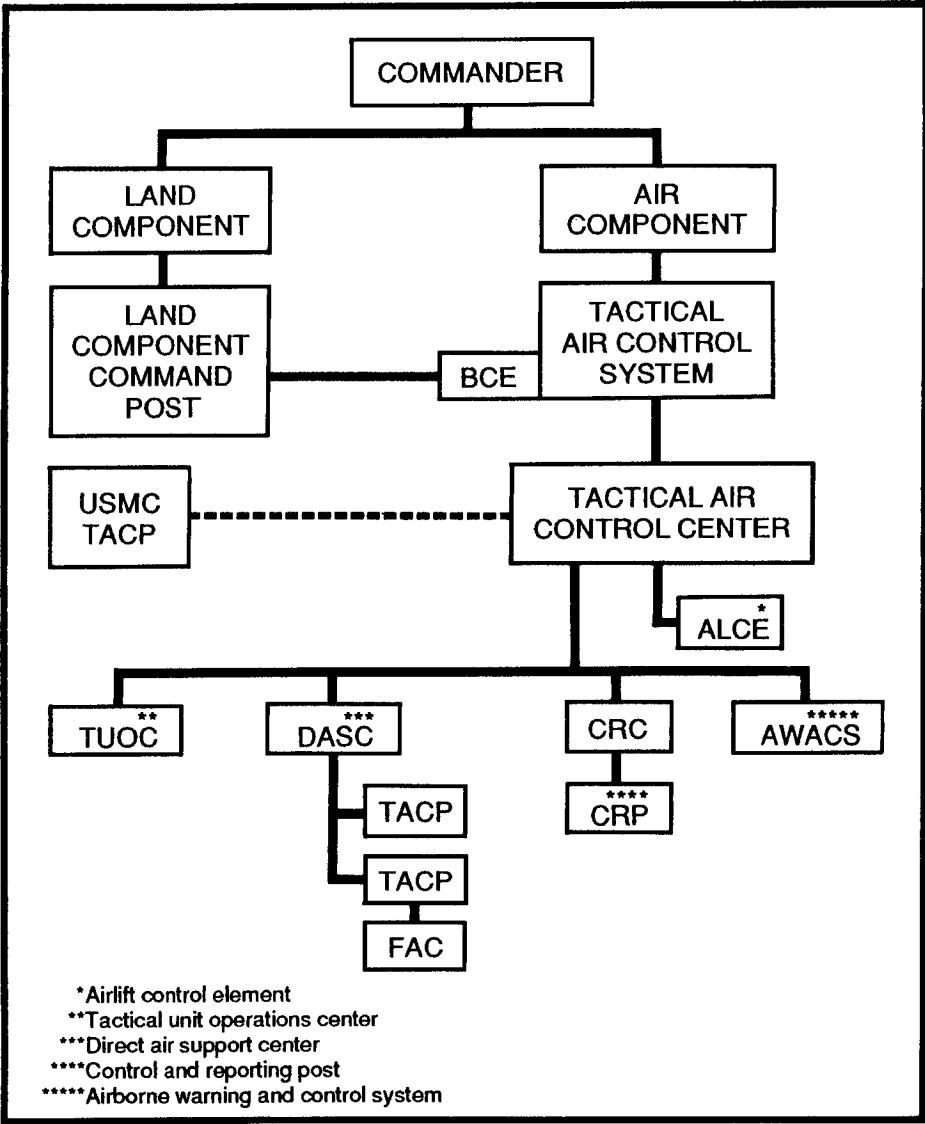 COMMANDER
LAND
COMPONENT
AIR
COMPONENT
LAND
COMPONENT
COMMAND
POST
BCE
TACTICAL
AIR CONTROL
SYSTEM
USMC
TACP
TACTICAL AIR
CONTROL CENTER
ALCE*
TUOC**
DASC***
CRC
AWACS*****
TACP
CRP****
TACP
FAC
*Airlift control element
**Tactical unit operations center
***Direct air support center
****Control and reporting post
*****Airborne warning and control system